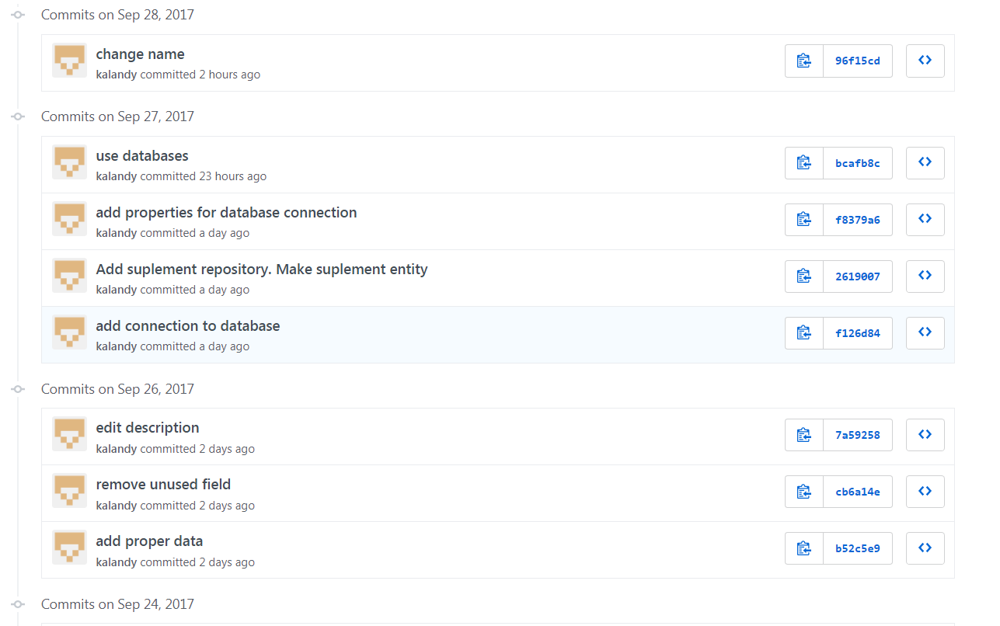 Commits on Sep 28, 2017
change name
kalandy committed 2 hours ago
96f15cd
Commits on Sep 27, 2017
use databases
kalandy committed 23 hours ago
bcafb8c
add properties for database connection
kalandy committed a day ago
f8379a6
Add suplement repository. Make suplement entity
kalandy committed a day ago
2619007
add connection to database
kalandy committed a day ago
f126d84
Commits on Sep 26, 2017
edit description
kalandy committed 2 days ago
7a59258
remove unused field
kalandy committed 2 days ago
cb6a14e
add proper data
kalandy committed 2 days ago
b52c5e9
Commits on Sep 24, 2017